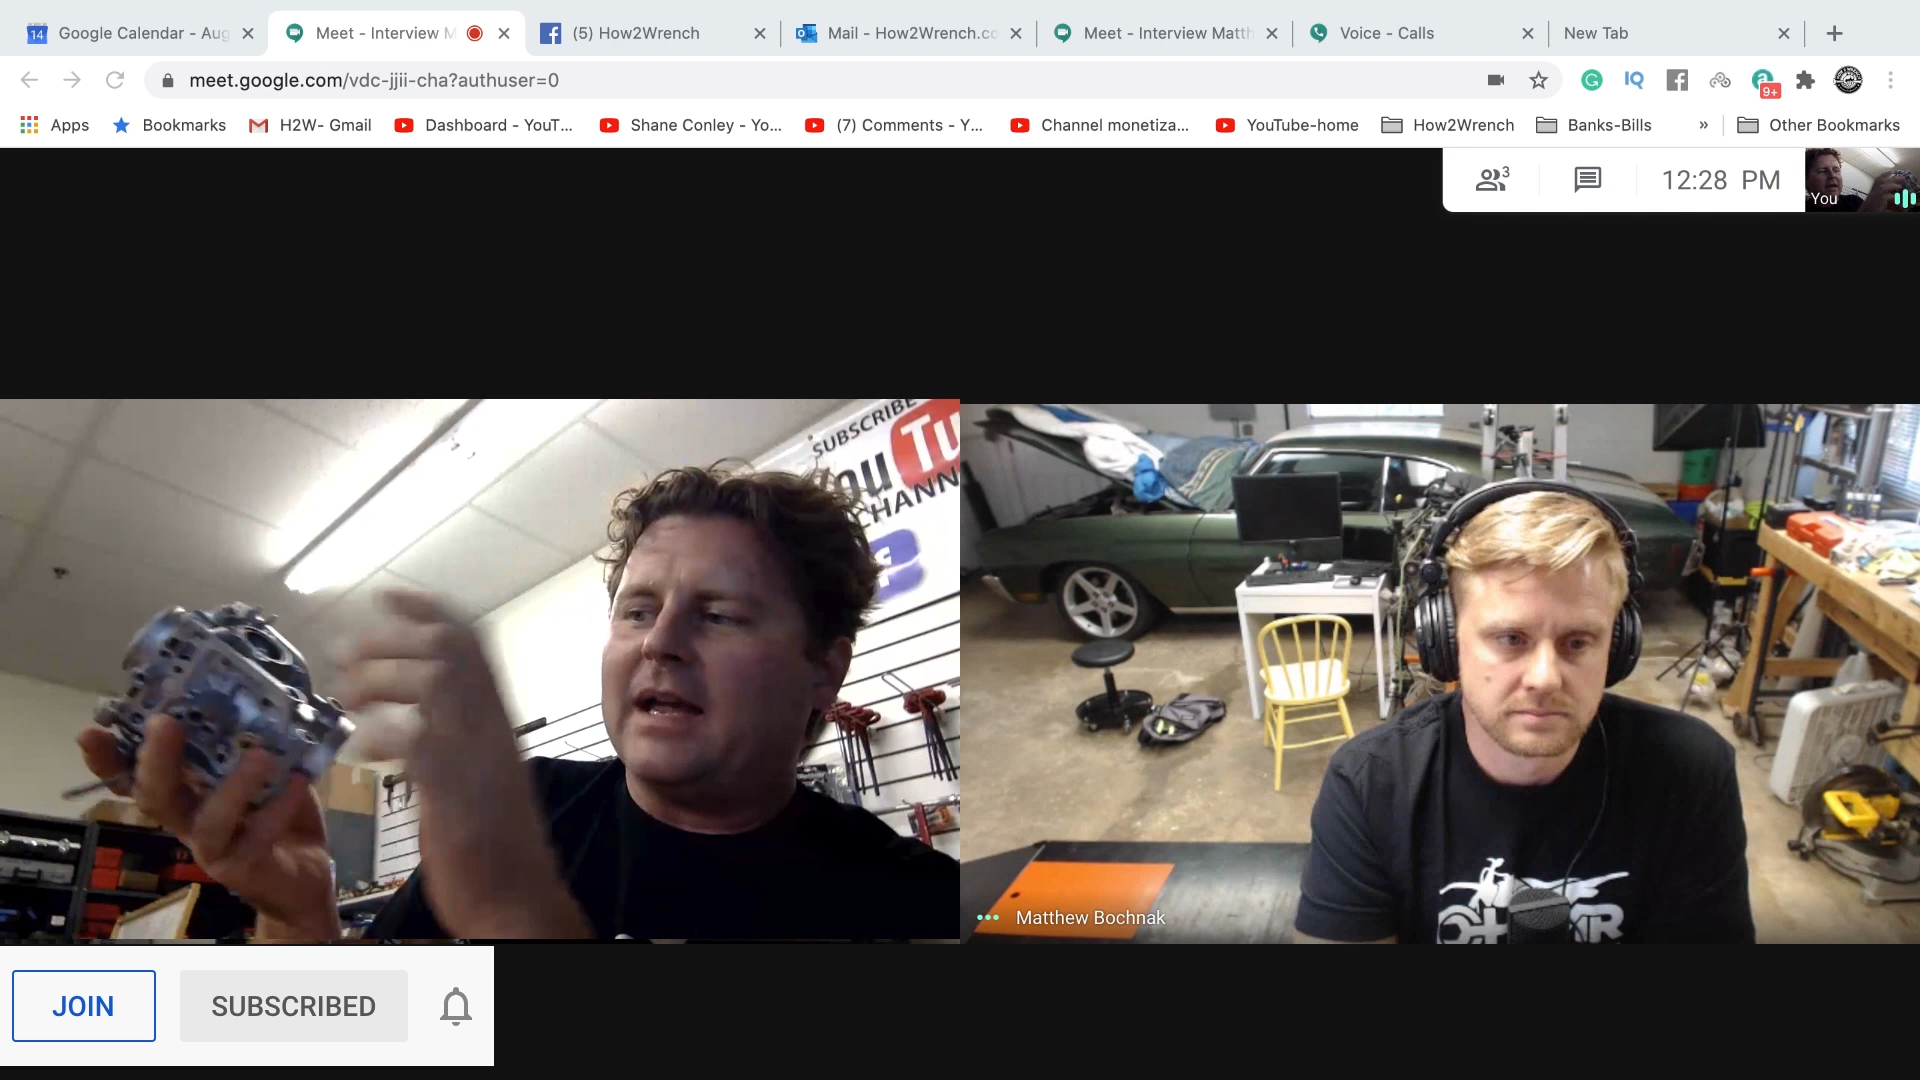 Google Calendar - Aug
Meet - Interview M
(5) How2Wrench
Mail - How2Wrench.co
Meet - Interview Matth
Voice - Calls
New Tab
meet.google.com/vdc-jjii-cha?authuser=0
9+
Apps
Bookmarks
H2W- Gmail
Dashboard - YouT...
Shane Conley - Yo...
(7) Comments - Y...
Channel monetiza...
YouTube-home
How2Wrench
Banks-Bills
»
Other Bookmarks
3
12:28 PM
You
SUBSCRIBE
CHANN
Matthew Bochnak
JOIN
SUBSCRIBED